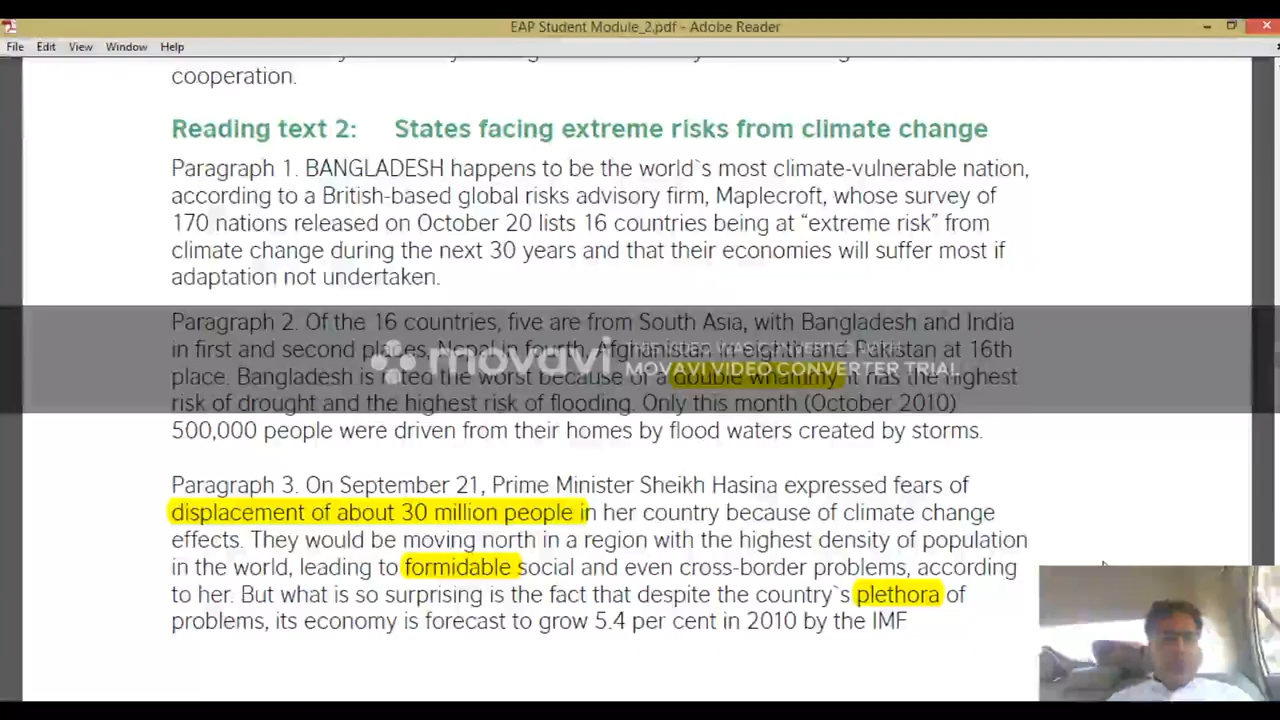 EAP Student Module_2.pdf - Adobe Reader
File Edit View Window Help
cooperation.
Reading text 2: States facing extreme risks from climate change
Paragraph 1. BANGLADESH happens to be the world`s most climate-vulnerable nation,
according to a British-based global risks advisory firm, Maplecroft, whose survey of
170 nations released on October 20 lists 16 countries being at “extreme risk” from
climate change during the next 30 years and that their economies will suffer most if
adaptation not undertaken.
Paragraph 2. Of the 16 countries, five are from South Asia, with Bangladesh and India
in first and second places, Nepal in fourth, Afghanistan in eighth and Pakistan at 16th
movavi
THIS VIDEO WAS CONVERTED WITH
MOVAVI VIDEO CONVERTER TRIAL
place. Bangladesh is rated the worst because of a double whammy it has the highest
risk of drought and the highest risk of flooding. Only this month (October 2010)
500,000 people were driven from their homes by flood waters created by storms.
Paragraph 3. On September 21, Prime Minister Sheikh Hasina expressed fears of
displacement of about 30 million people in her country because of climate change
effects. They would be moving north in a region with the highest density of population
in the world, leading to formidable social and even cross-border problems, according
to her. But what is so surprising is the fact that despite the country`s plethora of
problems, its economy is forecast to grow 5.4 per cent in 2010 by the IMF